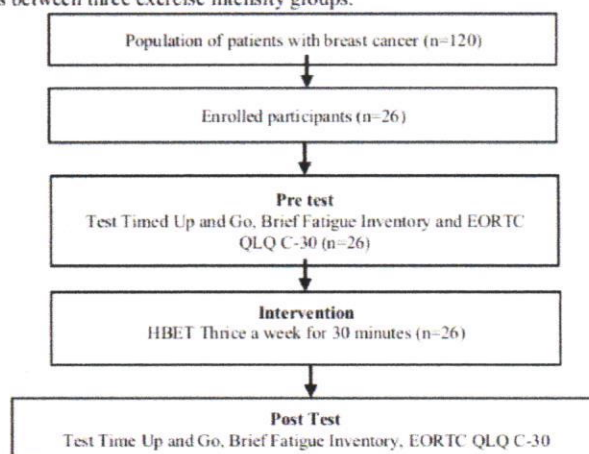 s between three exercise intensity groups.
Population of patients with breast cancer (n=120)
Enrolled participants (n=26)
Pre test
Test Timed Up and Go, Brief Fatigue Inventory and EORTC
QLQ C-30 (n=26)
Intervention
HBET Thrice a week for 30 minutes (n=26)
Post Test
Test Time Up and Go, Brief Fatigue Inventory, EORTC QLQ C-30